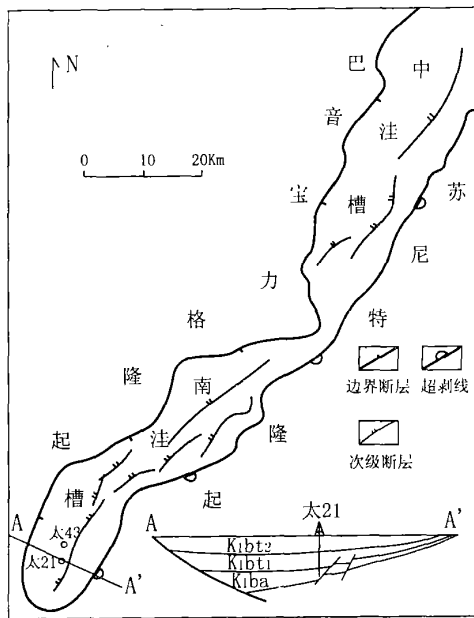 N
0 10 20Km
巴音宝力格隆起
中洼槽
苏尼特隆起
南洼槽
边界断层
超剥线
次级断层
A
太43
太21
A'
太21
A
A'
K1bt2
K1bt1
K1ba